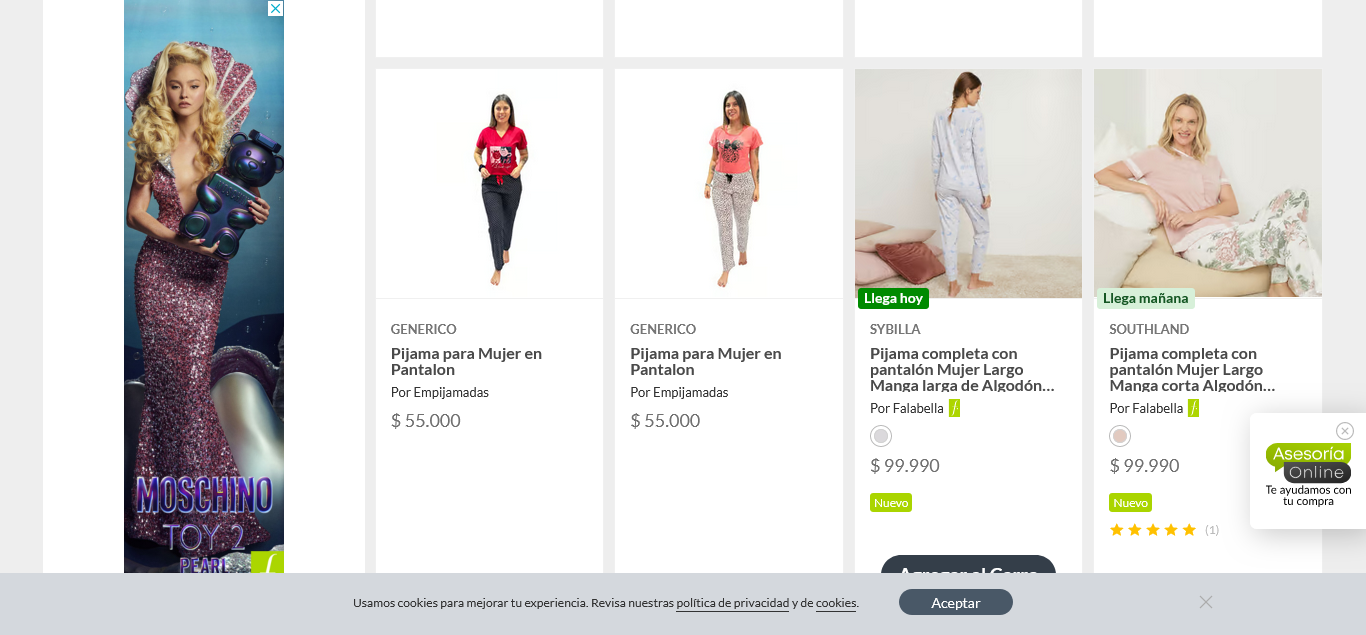 MOSCHINO
TOY 2
PEARL
GENERICO
Pijama para Mujer en
Pantalon
Por Empijamadas
$ 55.000
GENERICO
Pijama para Mujer en
Pantalon
Por Empijamadas
$ 55.000
Llega hoy
SYBILLA
Pijama completa con
pantalón Mujer Largo
Manga larga de Algodón...
Por Falabella
$ 99.990
Nuevo
Agregar al Carro
Llega mañana
SOUTHLAND
Pijama completa con
pantalón Mujer Largo
Manga corta Algodón...
Por Falabella
$ 99.990
Nuevo
(1)
Asesoría
Online
Te ayudamos con
tu compra
Usamos cookies para mejorar tu experiencia. Revisa nuestras política de privacidad y de cookies.
Aceptar